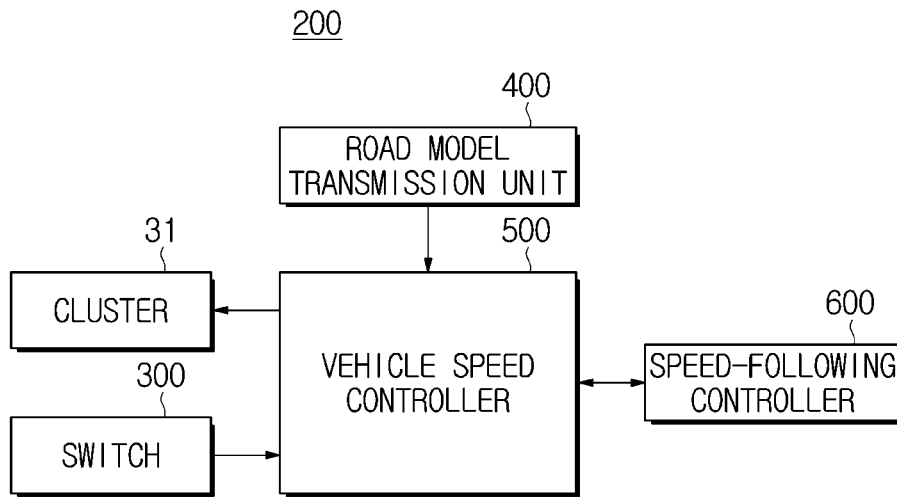 200
400
ROAD MODEL
TRANSMISSION UNIT
31
CLUSTER
500
VEHICLE SPEED
CONTROLLER
600
SPEED-FOLLOWING
CONTROLLER
300
SWITCH